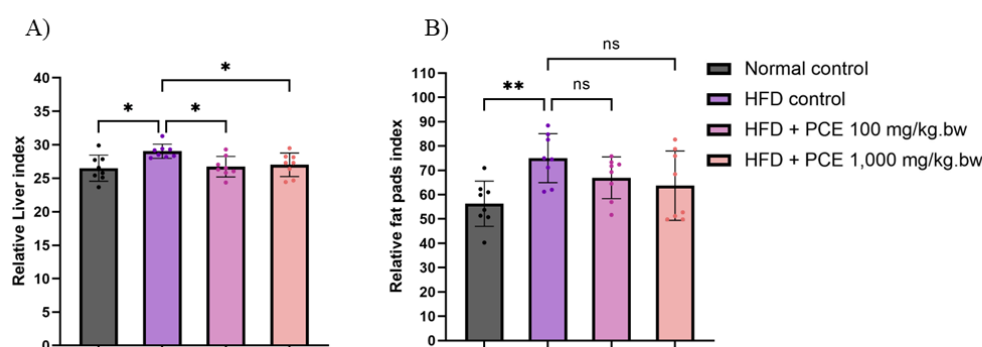 A)
Relative Liver index
40
35
30
25
20
15
10
5
0
*
*
*
B)
Relative fat pads index
110
100
90
80
70
60
50
40
30
20
10
0
**
ns
ns
Normal control
HFD control
HFD + PCE 100 mg/kg.bw
HFD + PCE 1,000 mg/kg.bw